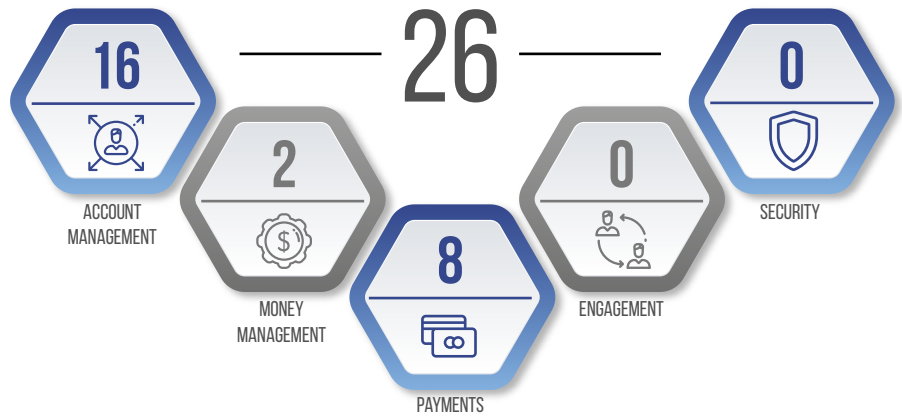 26
16
ACCOUNT
MANAGEMENT
2
$
MONEY
MANAGEMENT
8
PAYMENTS
0
ENGAGEMENT
0
SECURITY